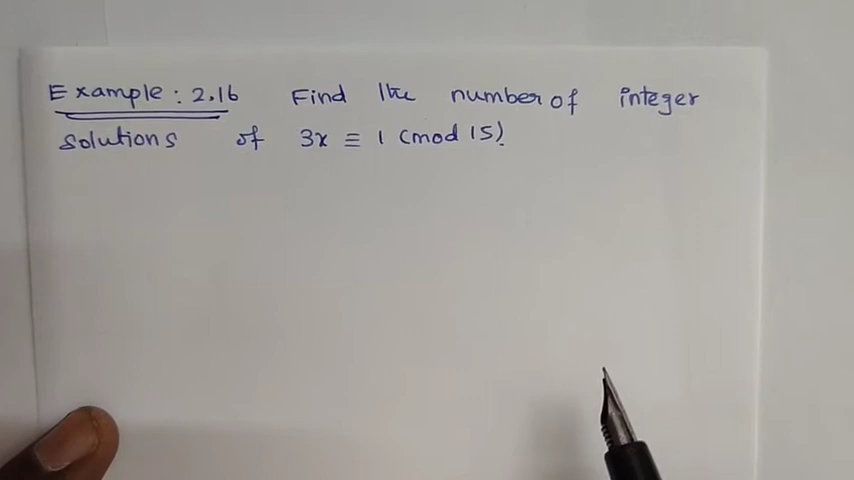 Example : 2.16 Find the number of integer
solutions of 3x ≡ 1 (mod 15).